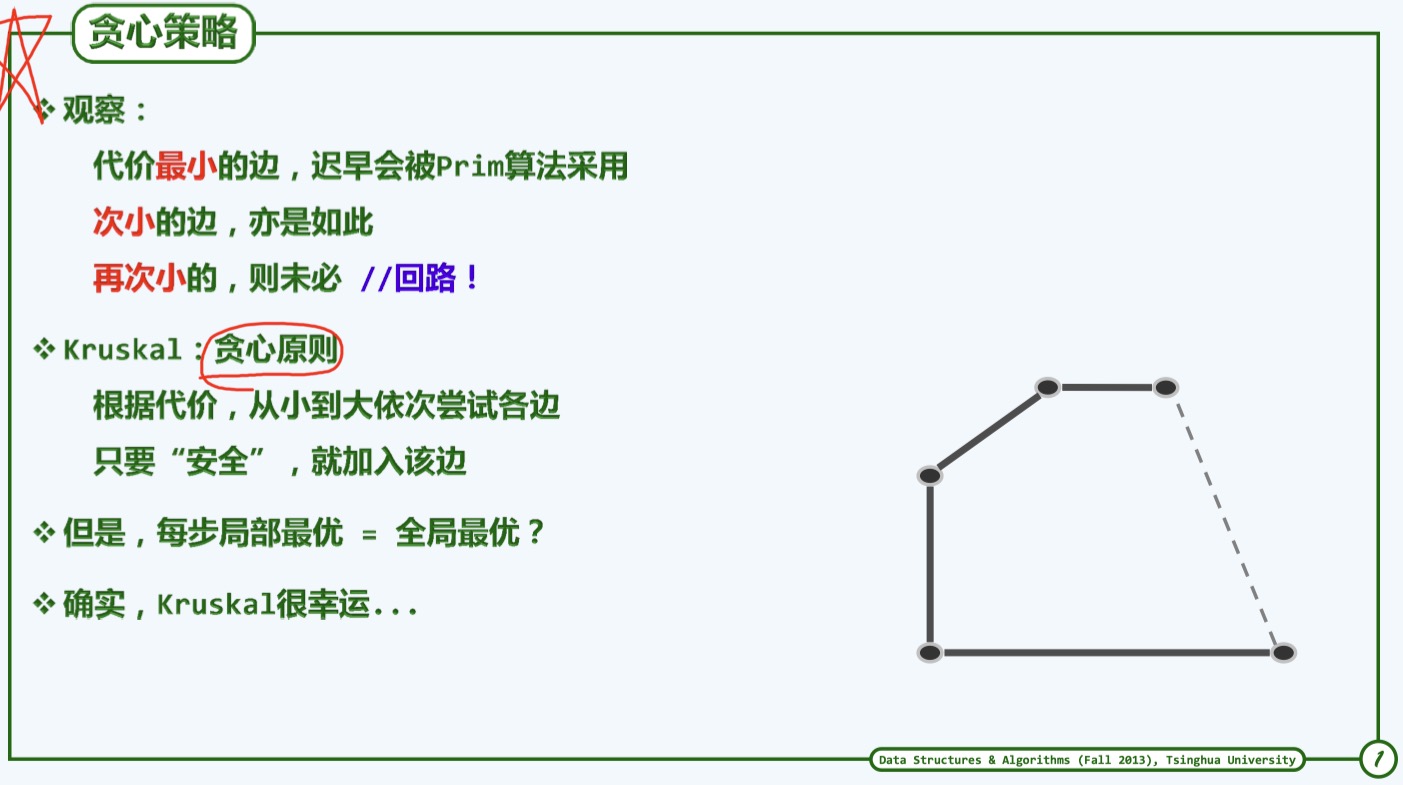 贪心策略
观察：
代价最小的边，迟早会被Prim算法采用
次小的边，亦是如此
再次小的，则未必 //回路！
Kruskal：贪心原则
根据代价，从小到大依次尝试各边
只要“安全”，就加入该边
但是，每步局部最优 = 全局最优？
确实，Kruskal很幸运...
Data Structures & Algorithms (Fall 2013), Tsinghua University
1